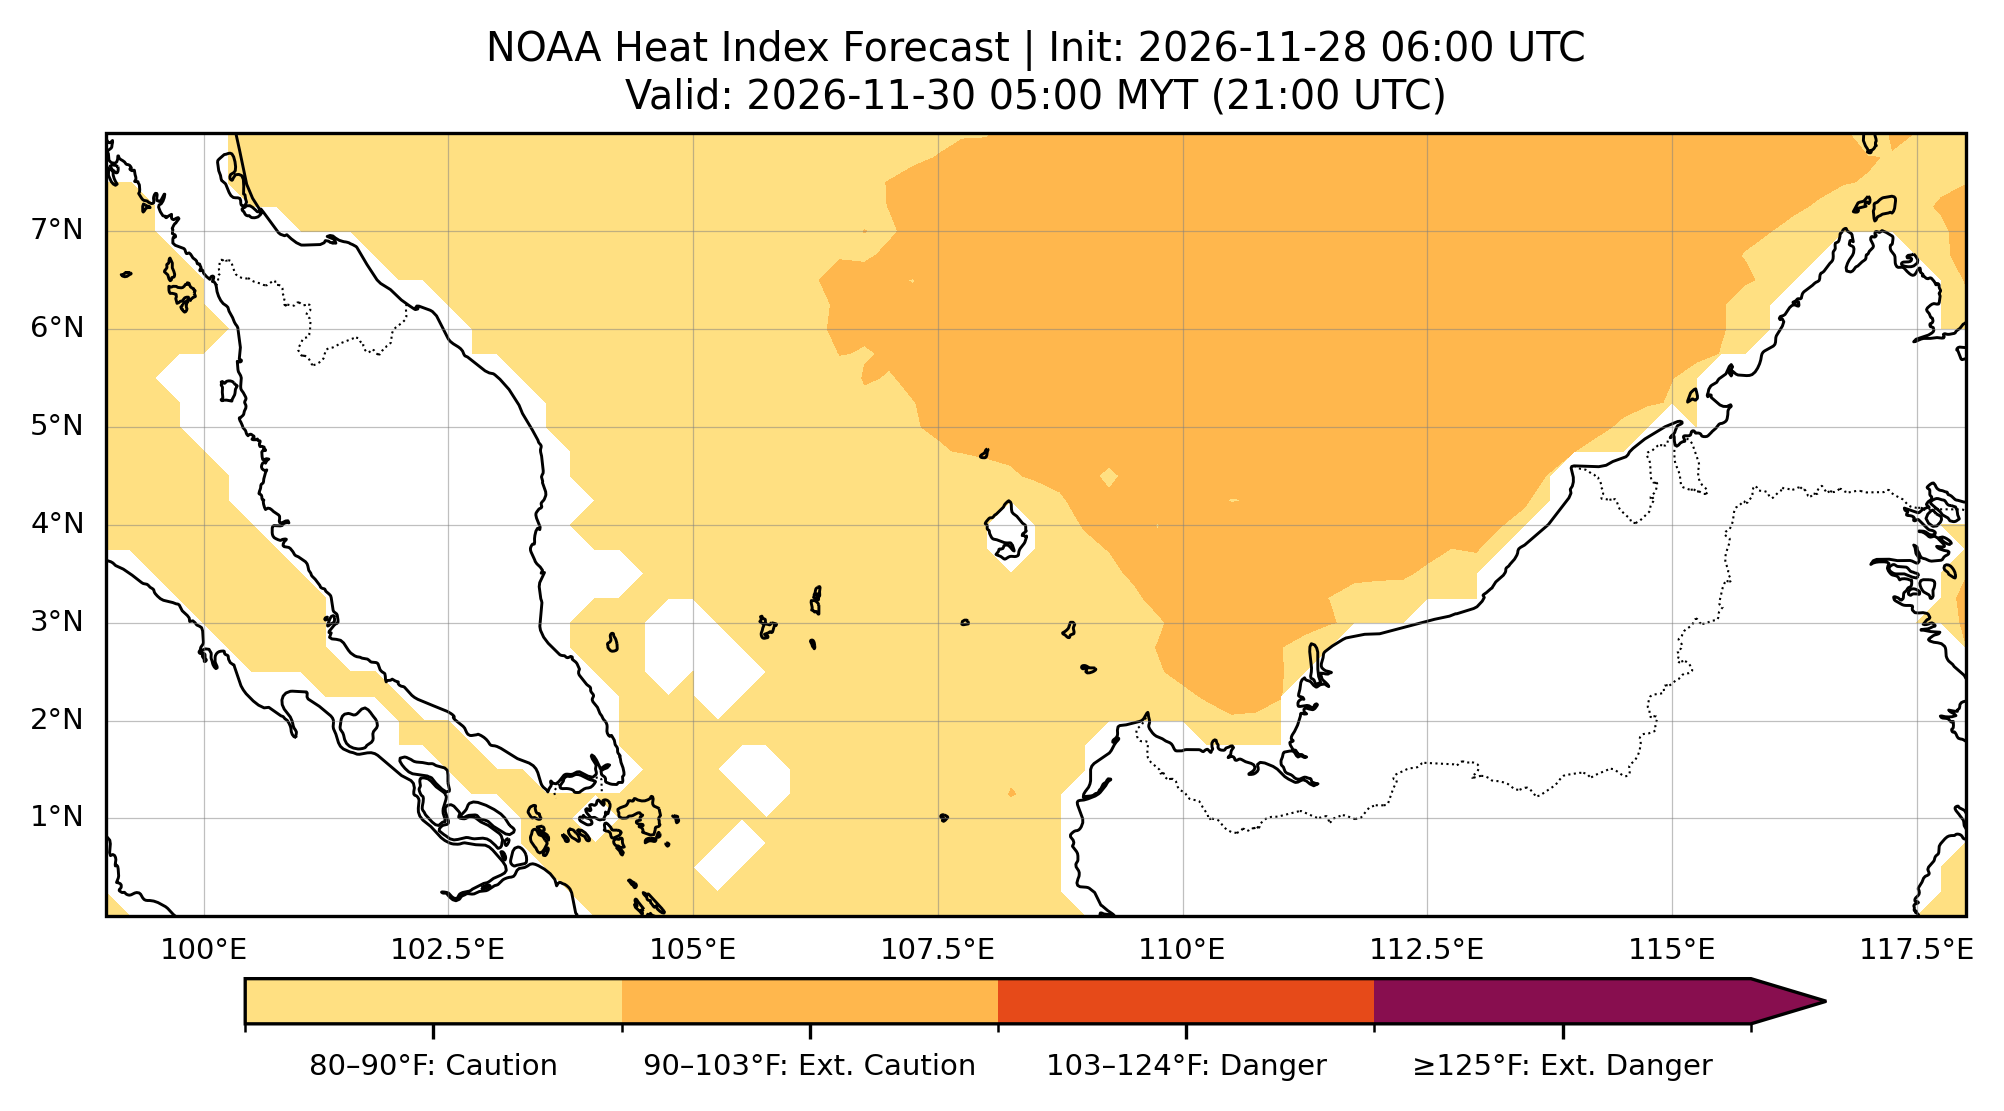 NOAA Heat Index Forecast | Init: 2026-11-28 06:00 UTC
Valid: 2026-11-30 05:00 MYT (21:00 UTC)
7°N
6°N
5°N
4°N
3°N
2°N
1°N
100°E
102.5°E
105°E
107.5°E
110°E
112.5°E
115°E
117.5°E
80–90°F: Caution
90–103°F: Ext. Caution
103–124°F: Danger
≥125°F: Ext. Danger